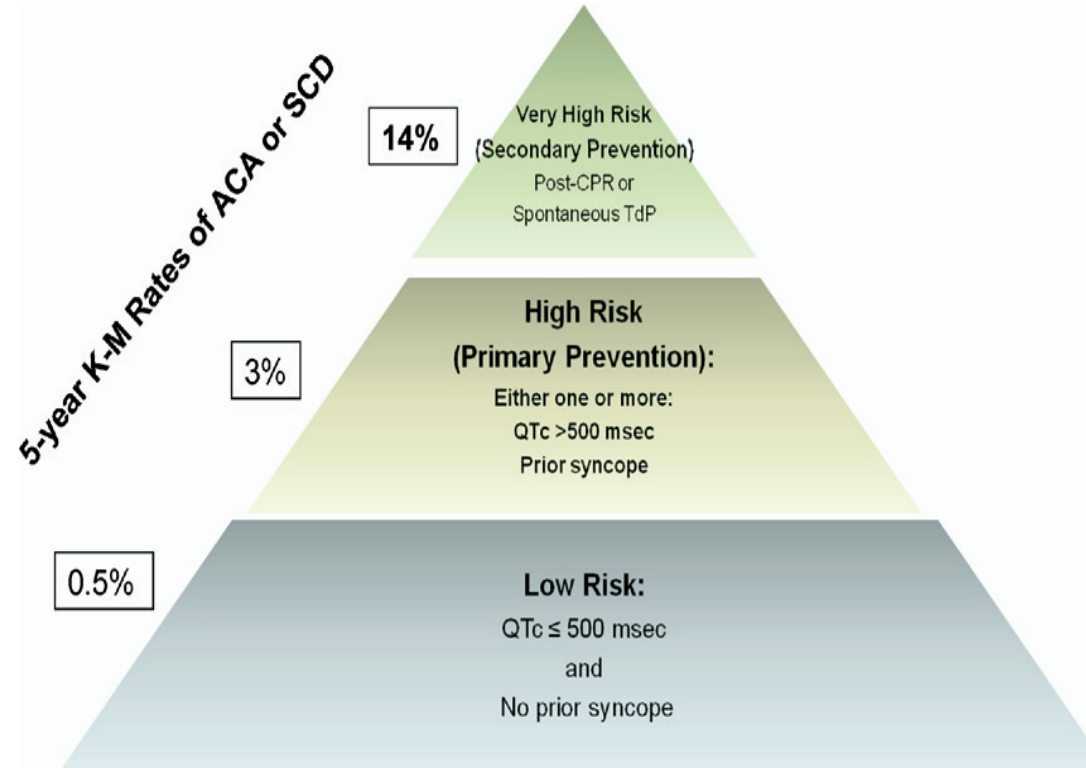 5-year K-M Rates of ACA or SCD
14%
Very High Risk
(Secondary Prevention)
Post-CPR or
Spontaneous TdP
3%
High Risk
(Primary Prevention):
Either one or more:
QTc >500 msec
Prior syncope
0.5%
Low Risk:
QTc ≤ 500 msec
and
No prior syncope